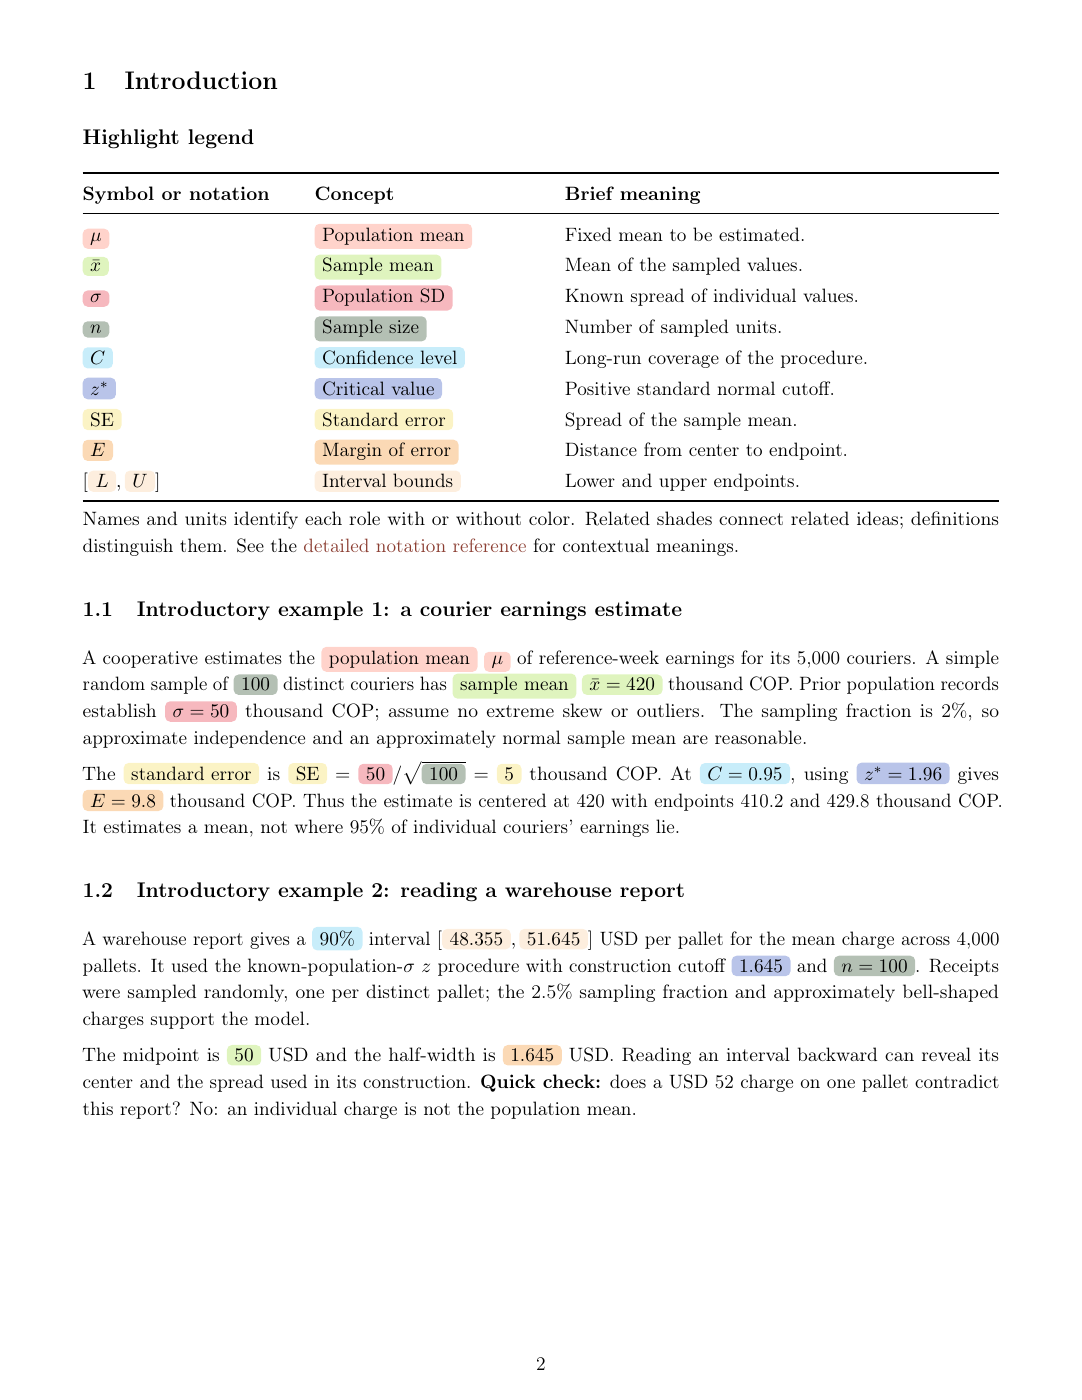 1 Introduction
Highlight legend
Symbol or notation Concept Brief meaning
μ Population mean Fixed mean to be estimated.
x̄ Sample mean Mean of the sampled values.
σ Population SD Known spread of individual values.
n Sample size Number of sampled units.
C Confidence level Long-run coverage of the procedure.
z* Critical value Positive standard normal cutoff.
SE Standard error Spread of the sample mean.
E Margin of error Distance from center to endpoint.
[ L , U ] Interval bounds Lower and upper endpoints.
Names and units identify each role with or without color. Related shades connect related ideas; definitions
distinguish them. See the detailed notation reference for contextual meanings.
1.1 Introductory example 1: a courier earnings estimate
A cooperative estimates the population mean μ of reference-week earnings for its 5,000 couriers. A simple
random sample of 100 distinct couriers has sample mean x̄ = 420 thousand COP. Prior population records
establish σ = 50 thousand COP; assume no extreme skew or outliers. The sampling fraction is 2%, so
approximate independence and an approximately normal sample mean are reasonable.
The standard error is SE = 50/√100 = 5 thousand COP. At C = 0.95, using z* = 1.96 gives
E = 9.8 thousand COP. Thus the estimate is centered at 420 with endpoints 410.2 and 429.8 thousand COP.
It estimates a mean, not where 95% of individual couriers' earnings lie.
1.2 Introductory example 2: reading a warehouse report
A warehouse report gives a 90% interval [ 48.355 , 51.645 ] USD per pallet for the mean charge across 4,000
pallets. It used the known-population-σ z procedure with construction cutoff 1.645 and n = 100. Receipts
were sampled randomly, one per distinct pallet; the 2.5% sampling fraction and approximately bell-shaped
charges support the model.
The midpoint is 50 USD and the half-width is 1.645 USD. Reading an interval backward can reveal its
center and the spread used in its construction. Quick check: does a USD 52 charge on one pallet contradict
this report? No: an individual charge is not the population mean.
2